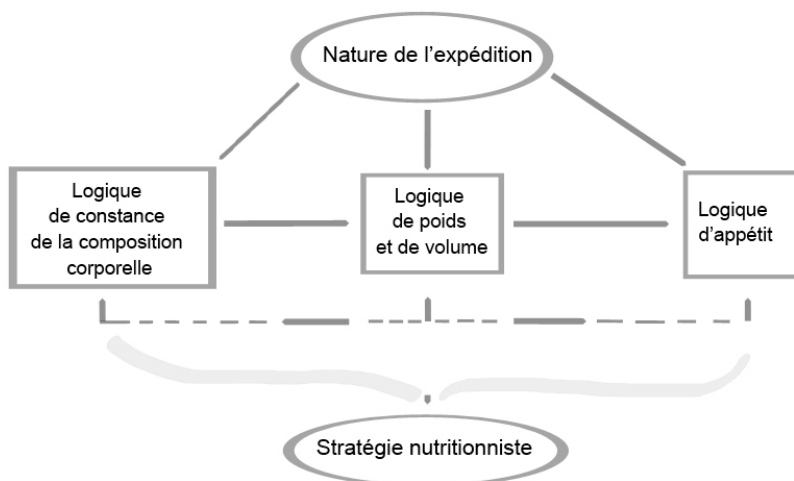 Nature de l’expédition
Logique
de constance
de la composition
corporelle
Logique
de poids
et de volume
Logique
d’appétit
Stratégie nutritionniste